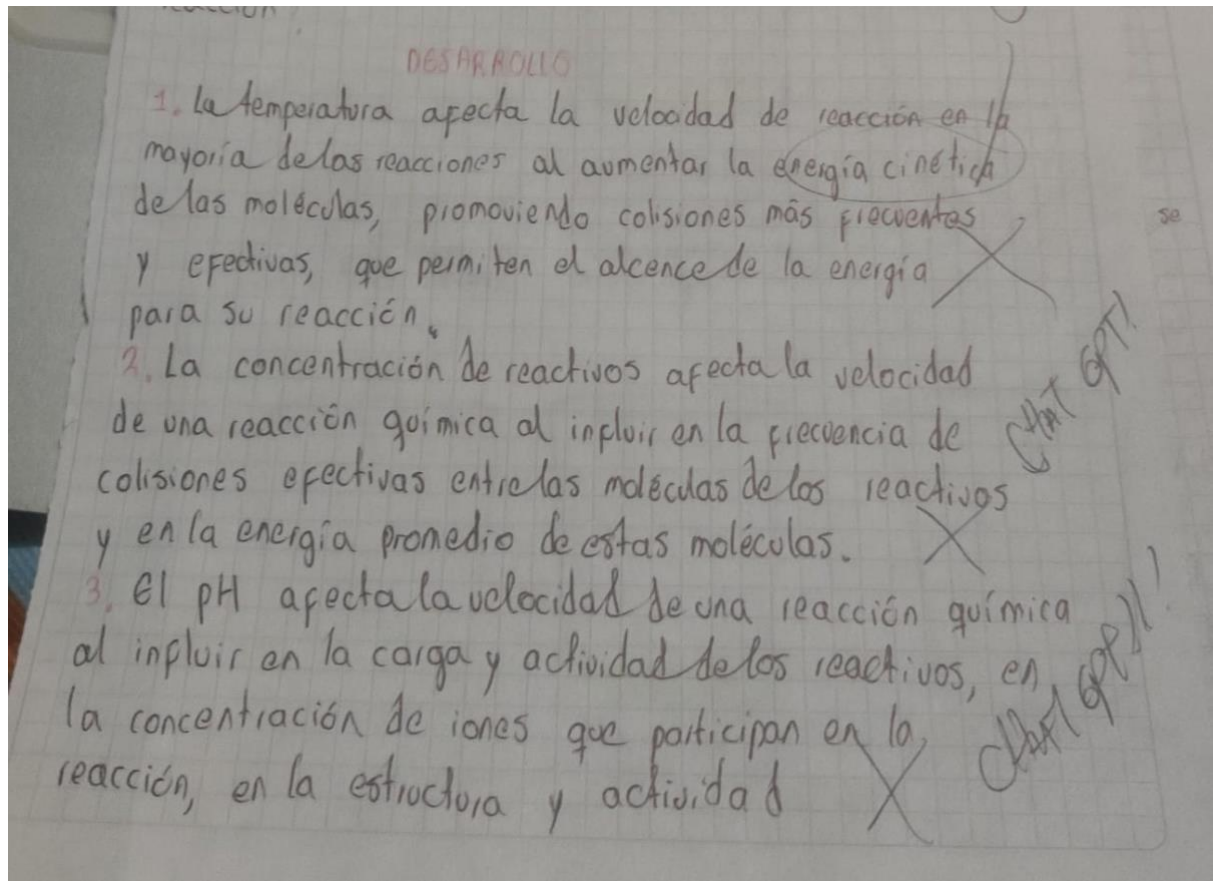 DESARROLLO
1. La temperatura afecta la velocidad de reacción en la
mayoria de las reacciones al aumentar la energía cinética
de las moléculas, promoviendo colisiones más frecuentes
y efectivas, que permiten el alcence de la energía
para su reacción.
2. La concentración de reactivos afecta la velocidad
de una reacción química al influir en la frecuencia de
colisiones efectivas entre las moléculas de los reactivos
y en la energía promedio de estas moléculas.
CHAT GPT!
3. El pH afecta la velocidad de una reacción química
al influir en la carga y actividad de los reactivos, en
la concentración de iones que participan en la
reacción, en la estructura y actividad
CHAT GPT!!
se